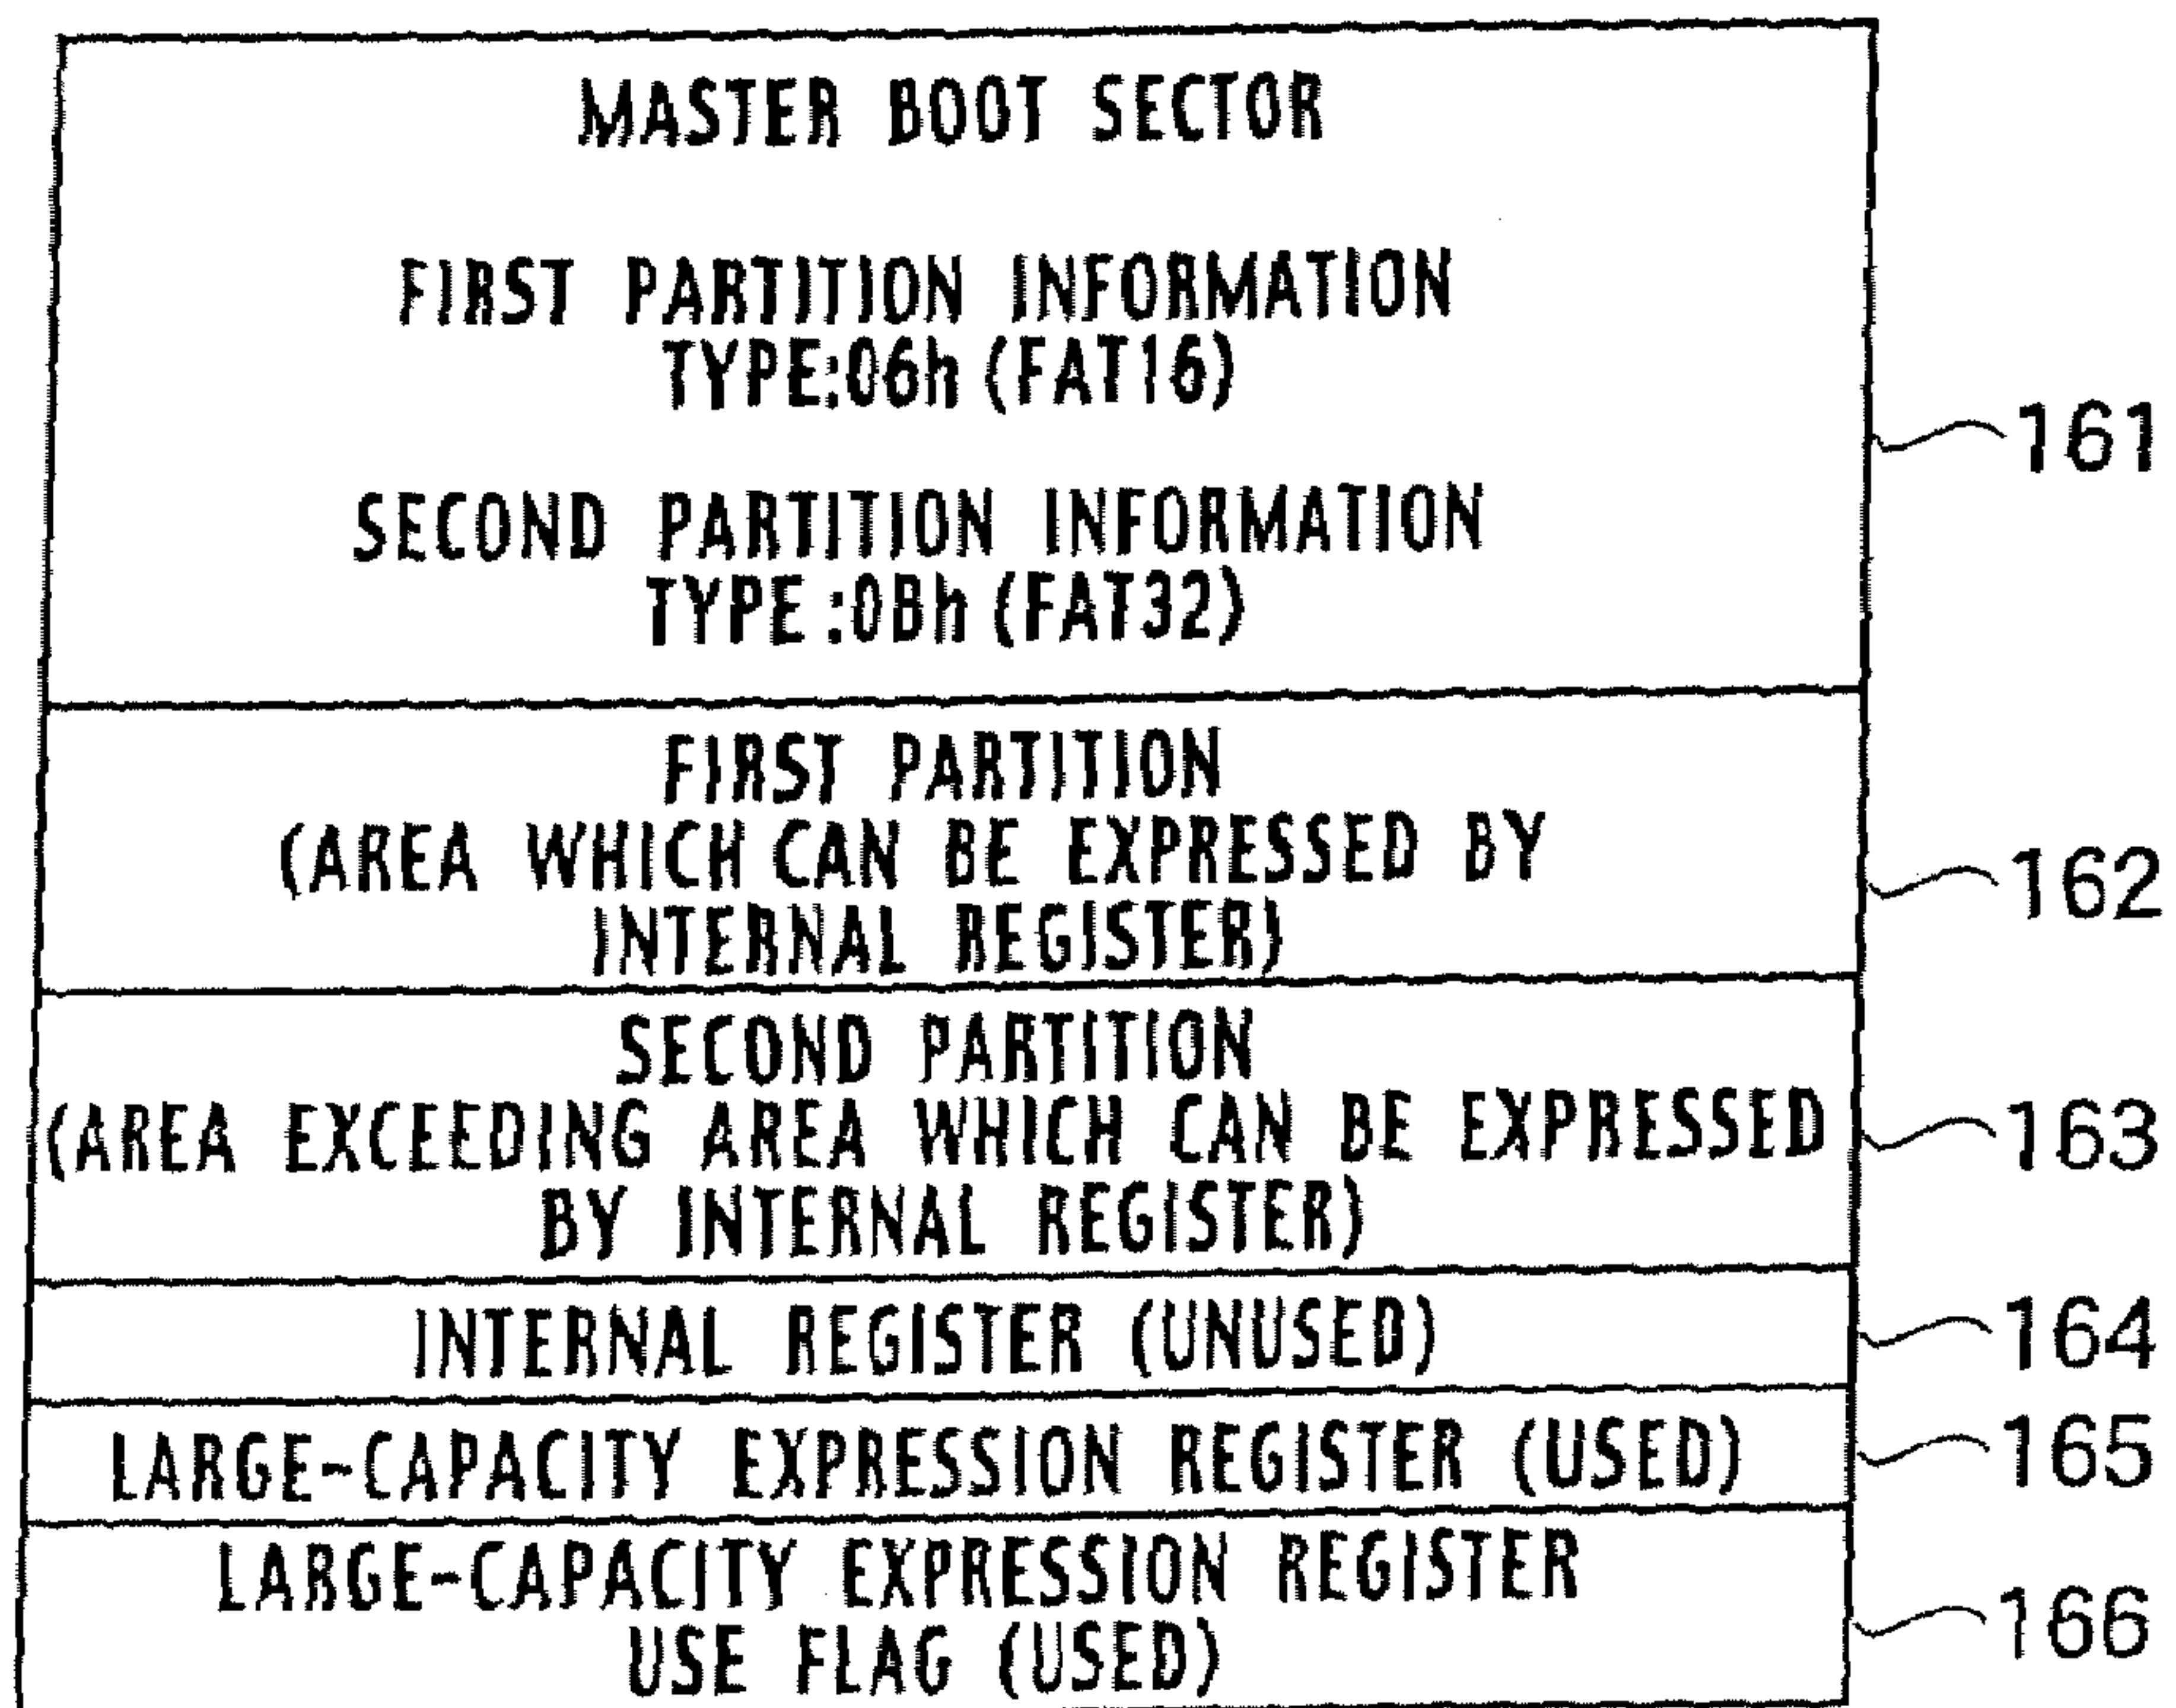 MASTER BOOT SECTOR
FIRST PARTITION INFORMATION
TYPE:06h (FAT16)
161
SECOND PARTITION INFORMATION
TYPE:0Bh (FAT32)
FIRST PARTITION
(AREA WHICH CAN BE EXPRESSED BY
162
INTERNAL REGISTER)
SECOND PARTITION
(AREA EXCEEDING AREA WHICH CAN BE EXPRESSED
163
BY INTERNAL REGISTER)
INTERNAL REGISTER (UNUSED)
164
LARGE-CAPACITY EXPRESSION REGISTER (USED)
165
LARGE-CAPACITY EXPRESSION REGISTER
166
USE FLAG (USED)